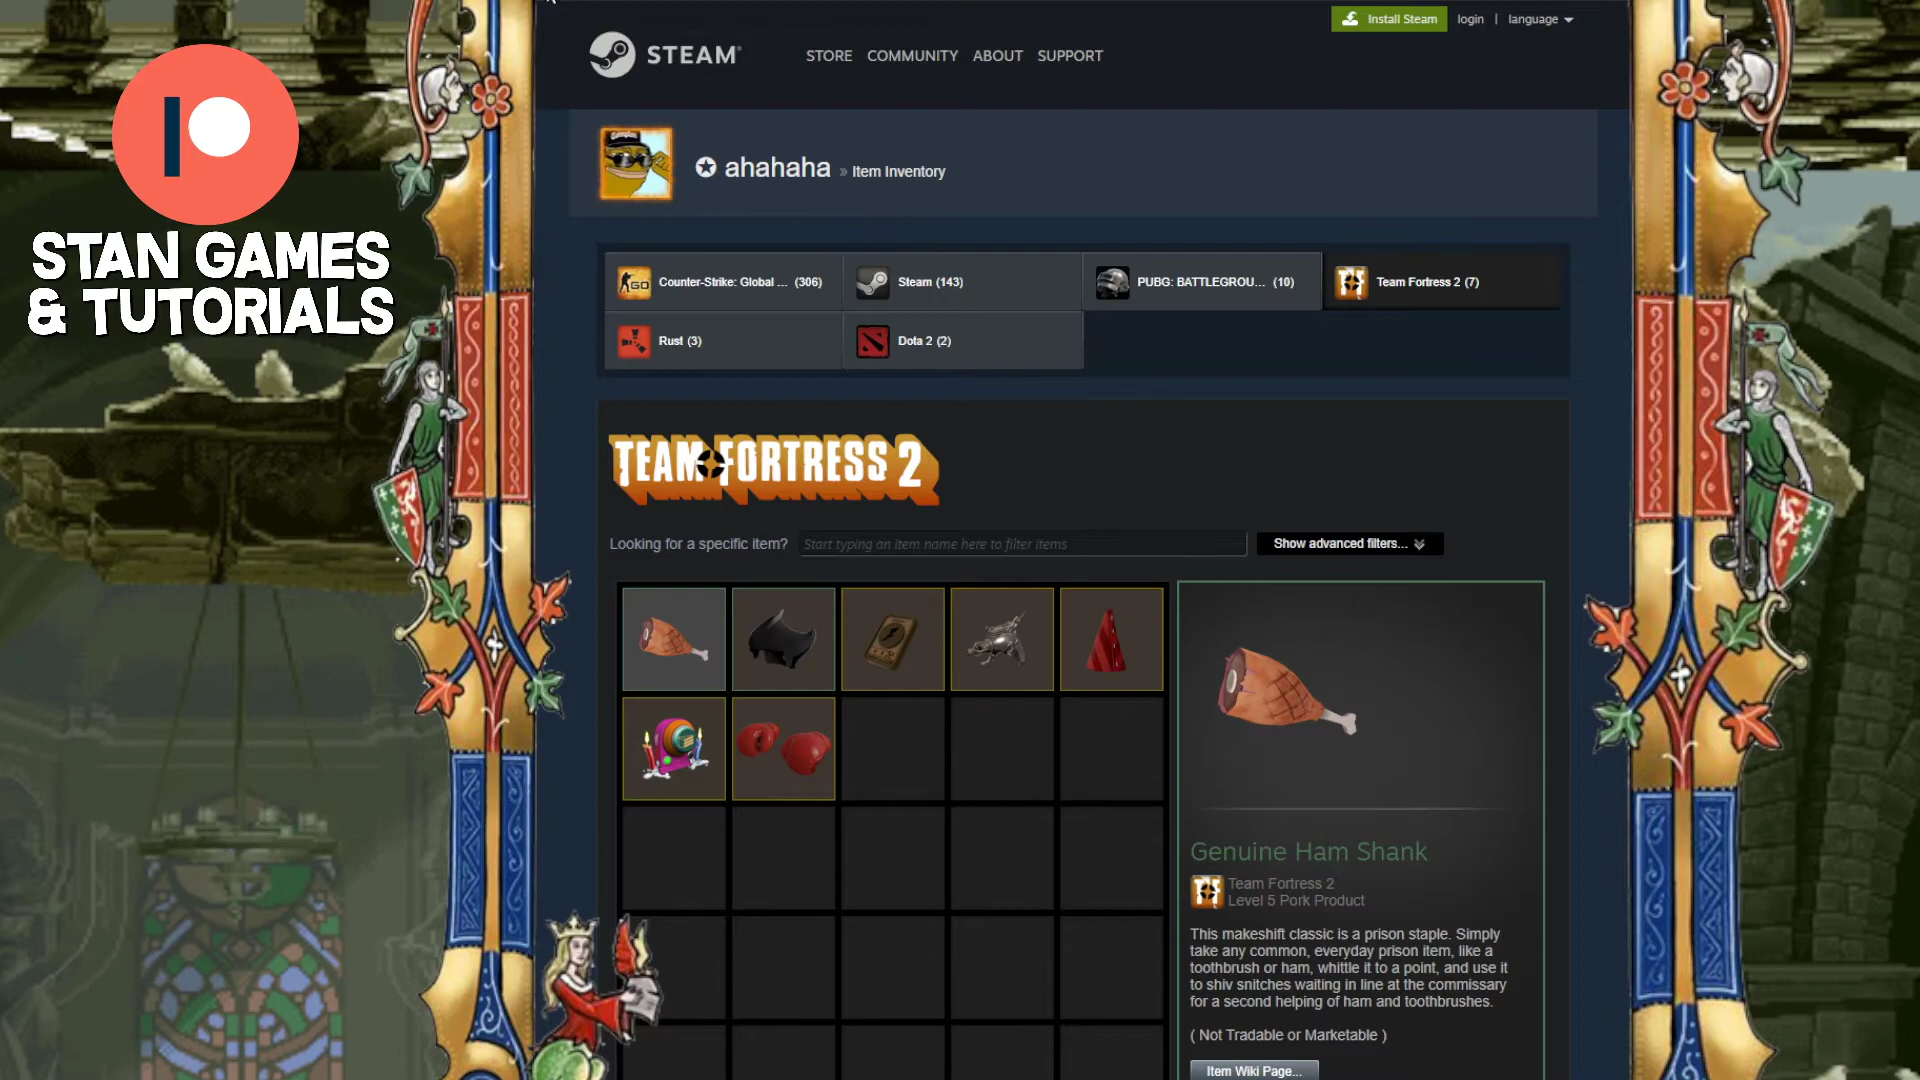 Install Steam
login | language
STEAM
STORE COMMUNITY ABOUT SUPPORT
STAN GAMES
& TUTORIALS
ahahaha » Item Inventory
Counter-Strike: Global ... (306)
Steam (143)
PUBG: BATTLEGROU... (10)
Team Fortress 2 (7)
Rust (3)
Dota 2 (2)
TEAM FORTRESS 2
Looking for a specific item?
Start typing an item name here to filter items
Show advanced filters...
Genuine Ham Shank
Team Fortress 2
Level 5 Pork Product
This makeshift classic is a prison staple. Simply
take any common, everyday prison item, like a
toothbrush or ham, whittle it to a point, and use it
to shiv snitches waiting in line at the commissary
for a second helping of ham and toothbrushes.
( Not Tradable or Marketable )
Item Wiki Page...